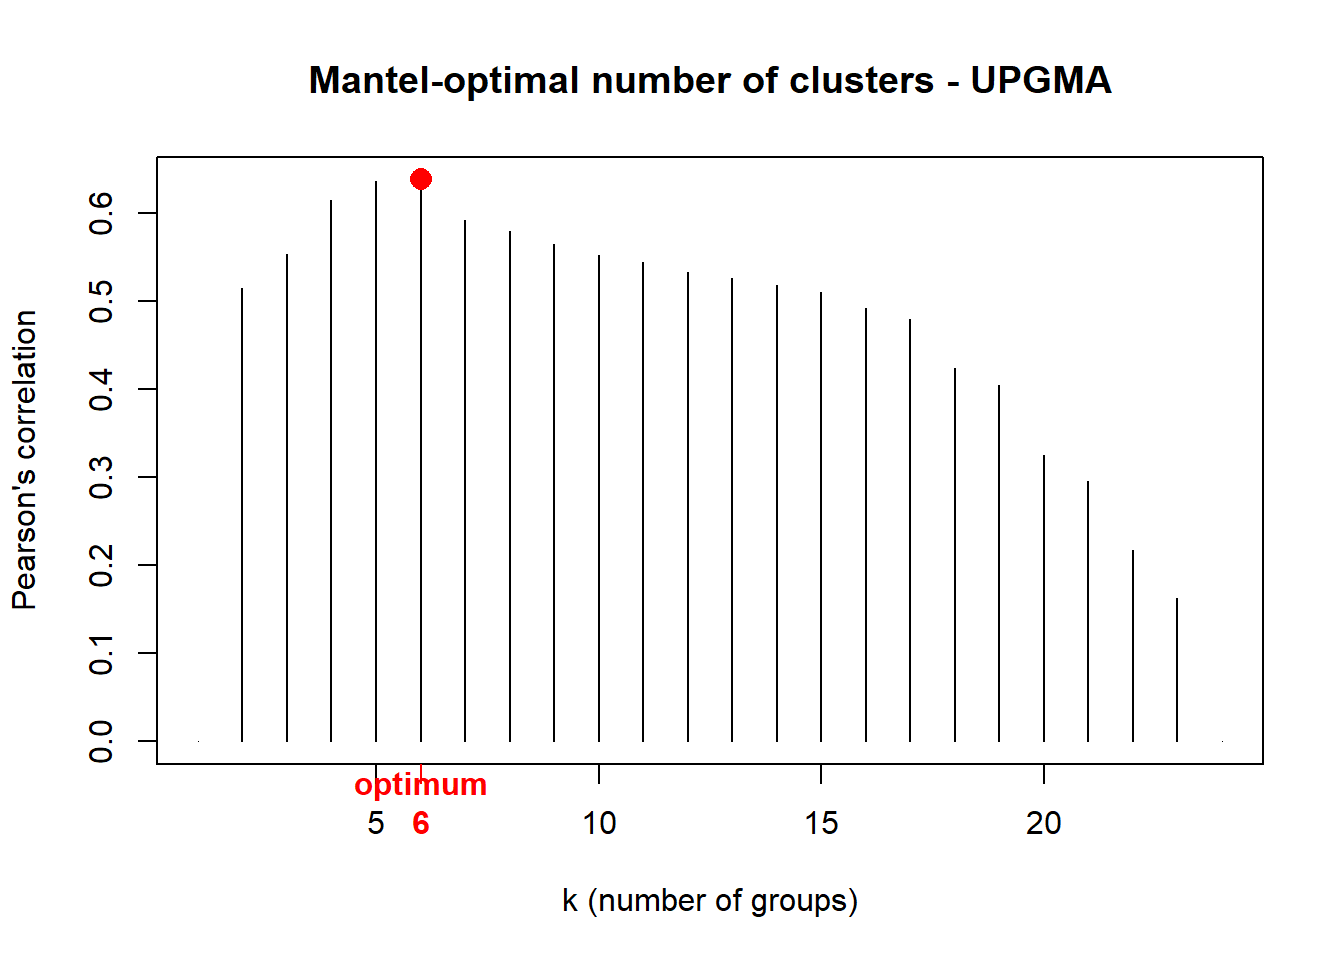 Mantel-optimal number of clusters - UPGMA
Pearson's correlation
0.6
0.5
0.4
0.3
0.2
0.1
0.0
optimum
5 6 10 15 20
k (number of groups)